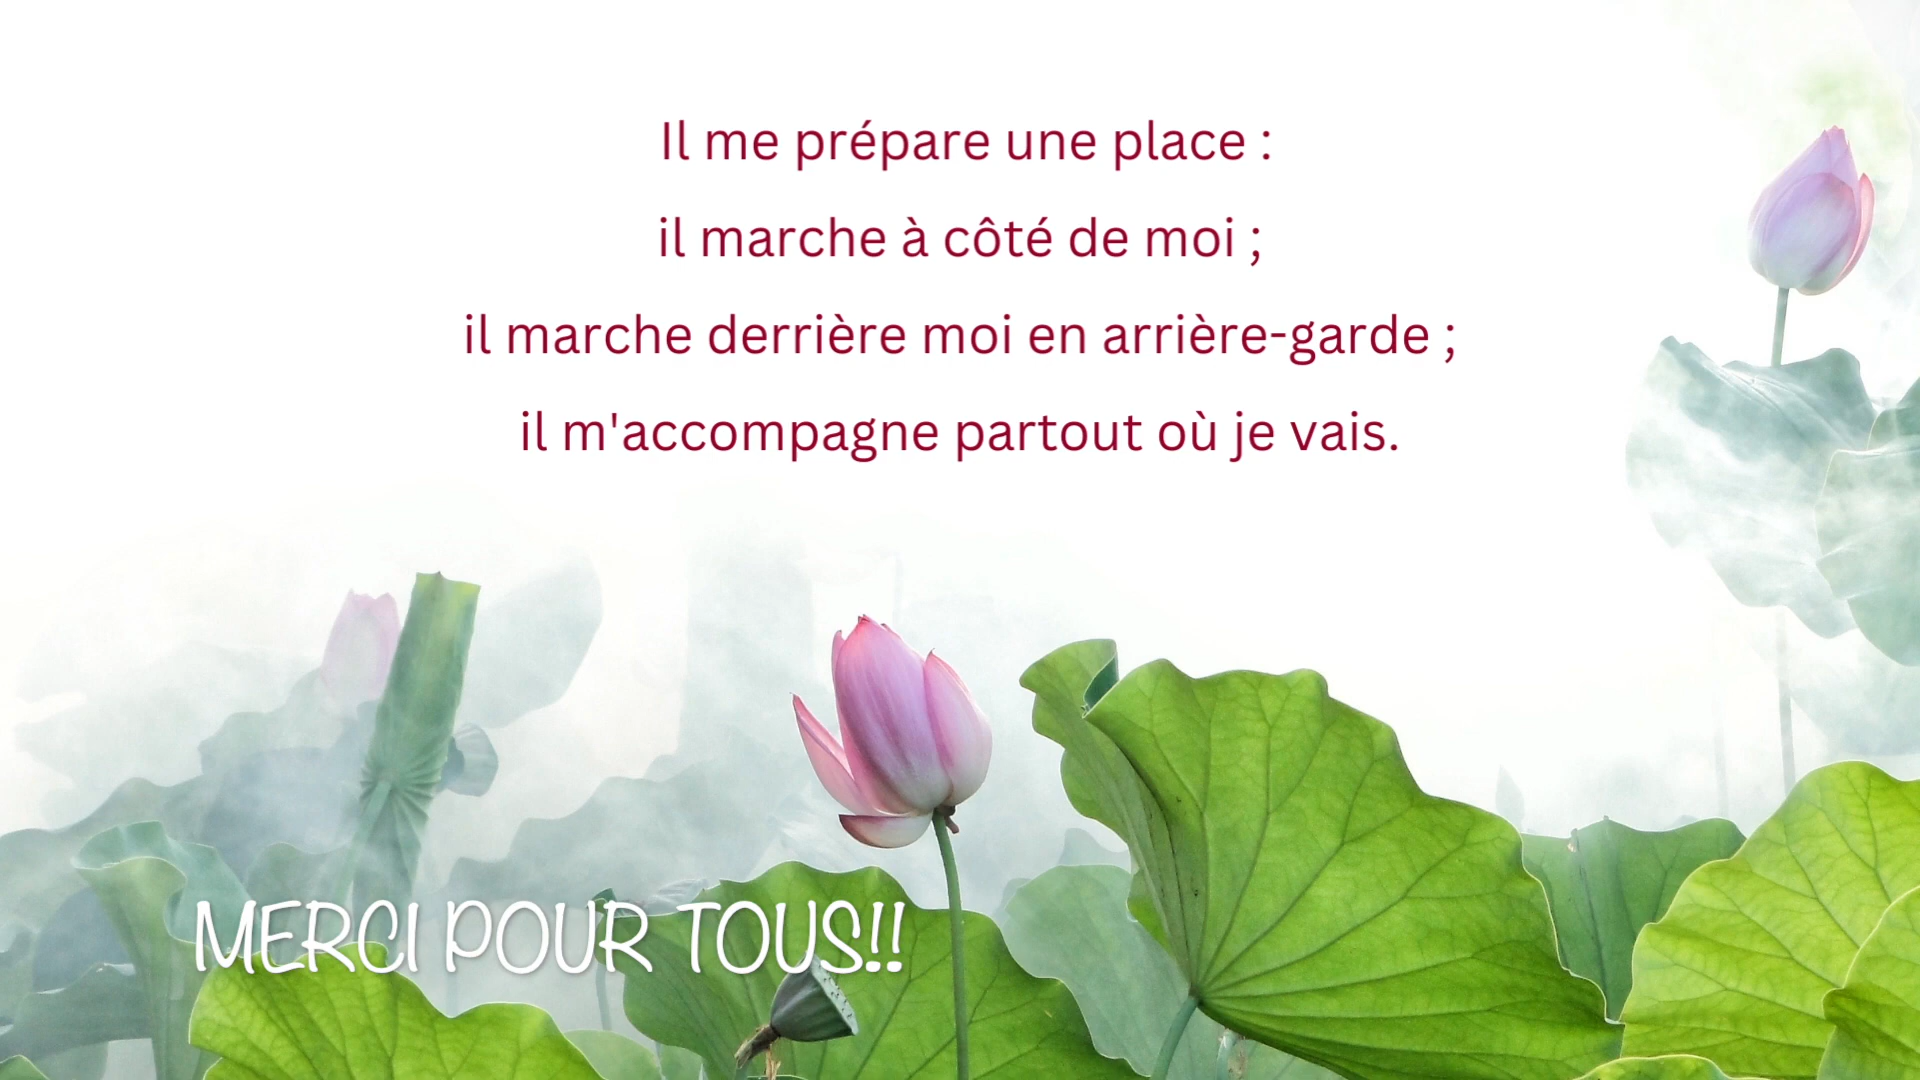 Il me prépare une place :
il marche à côté de moi ;
il marche derrière moi en arrière-garde ;
il m'accompagne partout où je vais.
MERCI POUR TOUS!!